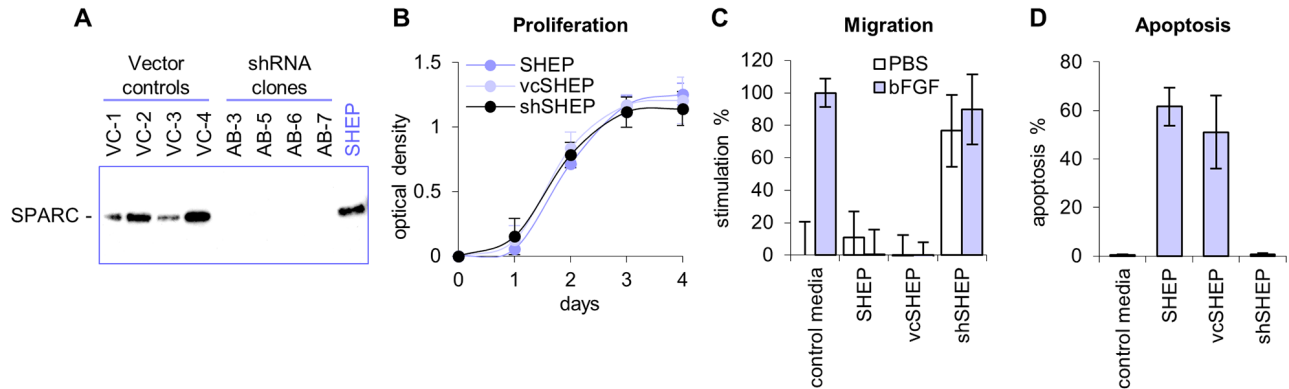 A
Vector
controls
shRNA
clones
VC-1
VC-2
VC-3
VC-4
AB-3
AB-5
AB-6
AB-7
SHEP
SPARC -
B
Proliferation
SHEP
vcSHEP
shSHEP
optical density
1.5
1
0.5
0
0
1
2
3
4
days
C
Migration
PBS
bFGF
stimulation %
120
100
80
60
40
20
0
control media
SHEP
vcSHEP
shSHEP
D
Apoptosis
apoptosis %
80
60
40
20
0
control media
SHEP
vcSHEP
shSHEP